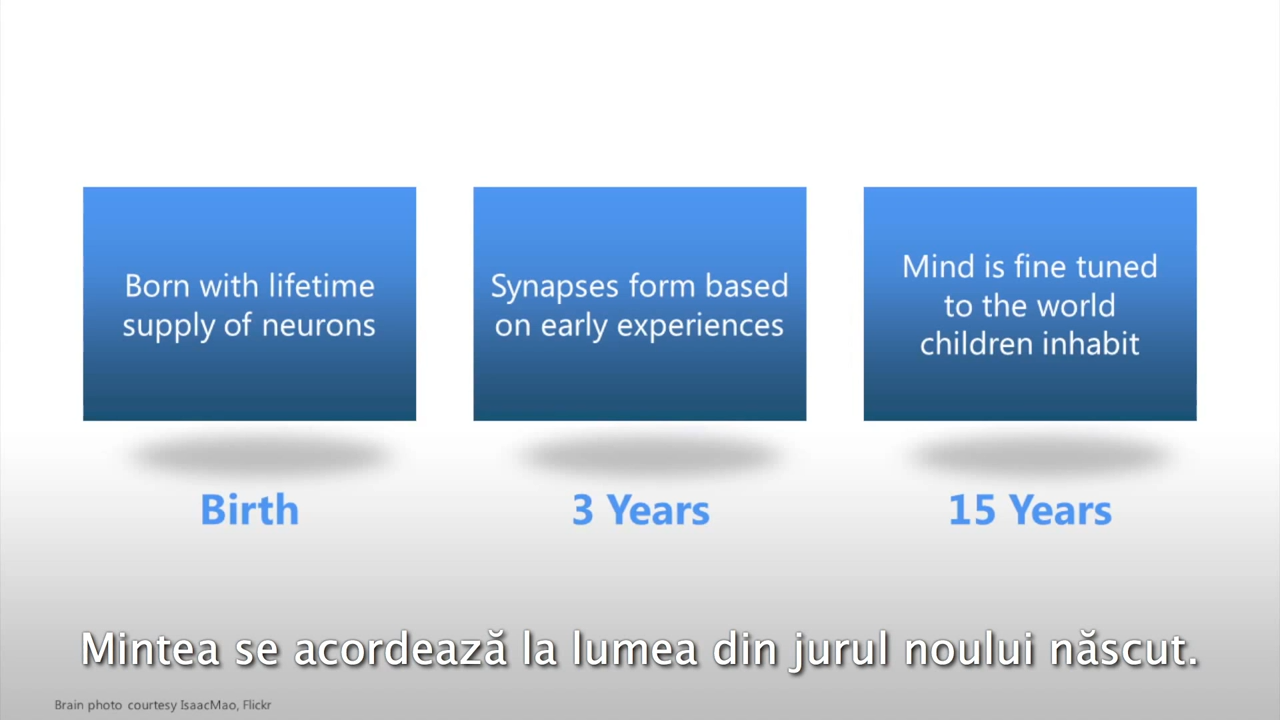 Born with lifetime
supply of neurons
Synapses form based
on early experiences
Mind is fine tuned
to the world
children inhabit
Birth
3 Years
15 Years
Mintea se acordează la lumea din jurul noului născut.
Brain photo courtesy IsaacMao, Flickr